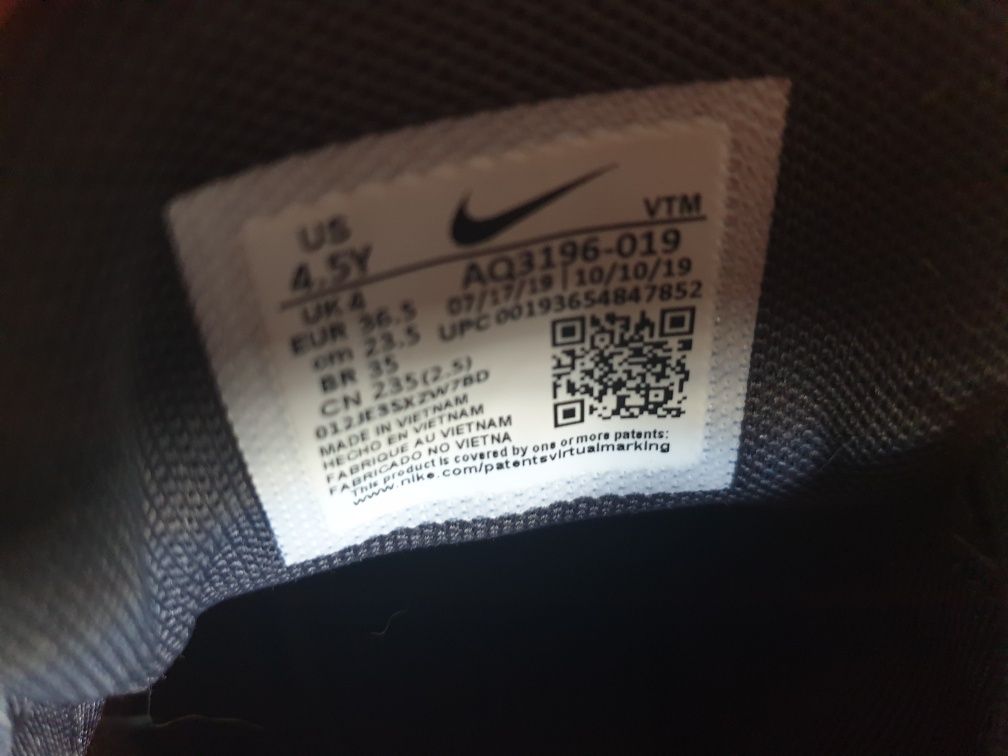 US
4.5Y
VTM
AQ3196-019
07/17/19 | 10/10/19
UPC 00193654847852
UK 4
EUR 36.5
cm 23.5
BR 35
CN 235(2.5)
MADE IN VIETNAM
HECHO EN VIETNAM
FABRIQUE AU VIETNAM
FABRICADO NO VIETNA
This product is covered by one or more patents:
www.nike.com/patentsvirtualmarking